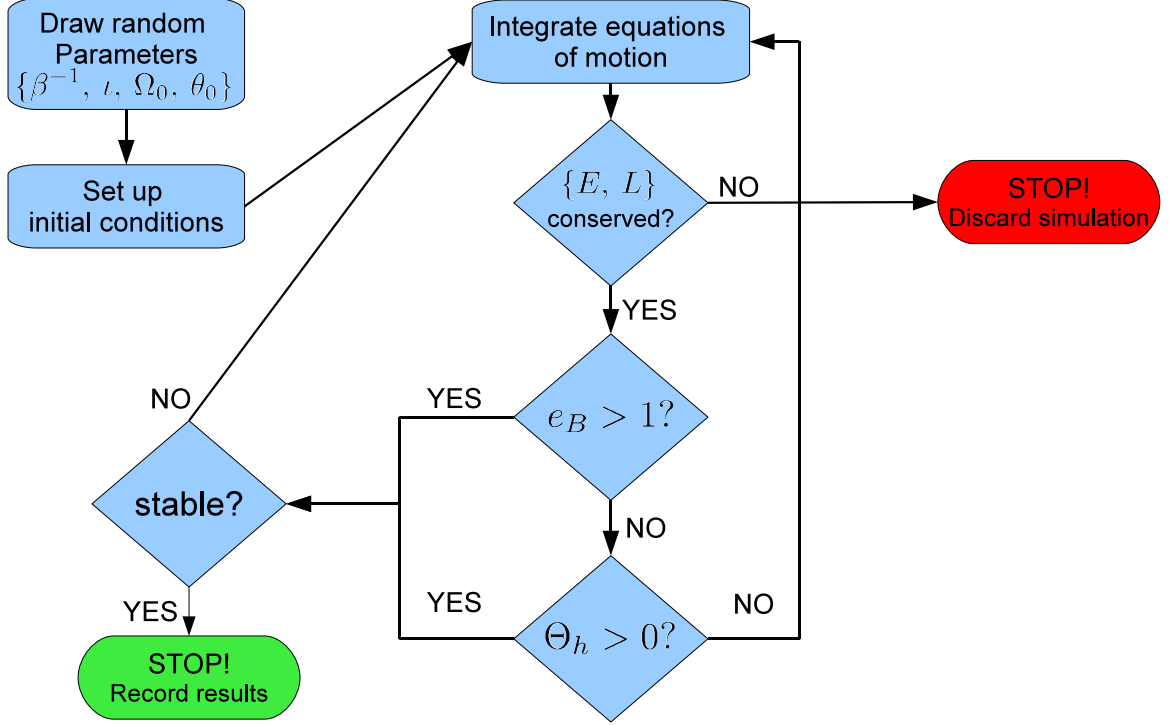 Draw random
Parameters
{β⁻¹, ι, Ω₀, θ₀}
Set up
initial conditions
Integrate equations
of motion
{E, L}
conserved?
NO
STOP!
Discard simulation
YES
e_B > 1?
YES
NO
Θ_h > 0?
YES
NO
stable?
NO
YES
STOP!
Record results